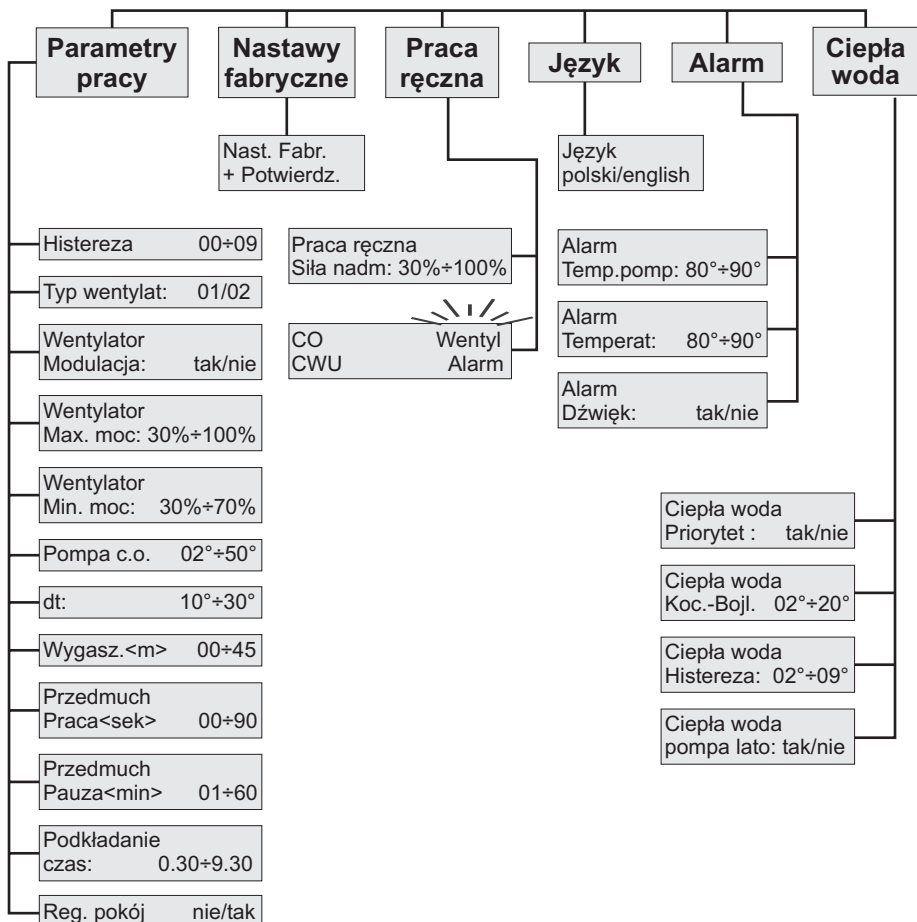 Parametry
pracy
Nastawy
fabryczne
Praca
ręczna
Język
Alarm
Ciepła
woda
Histereza 00÷09
Typ wentylat: 01/02
Wentylator
Modulacja: tak/nie
Wentylator
Max. moc: 30%÷100%
Wentylator
Min. moc: 30%÷70%
Pompa c.o. 02°÷50°
dt: 10°÷30°
Wygasz.<m> 00÷45
Przedmuch
Praca<sek> 00÷90
Przedmuch
Pauza<min> 01÷60
Podkładanie
czas: 0.30÷9.30
Reg. pokój nie/tak
Nast. Fabr.
+ Potwierdz.
Praca ręczna
Siła nadm: 30%÷100%
CO Wentyl
CWU Alarm
Język
polski/english
Alarm
Temp.pomp: 80°÷90°
Alarm
Temperat: 80°÷90°
Alarm
Dźwięk: tak/nie
Ciepła woda
Priorytet : tak/nie
Ciepła woda
Koc.-Bojl. 02°÷20°
Ciepła woda
Histereza: 02°÷09°
Ciepła woda
pompa lato: tak/nie